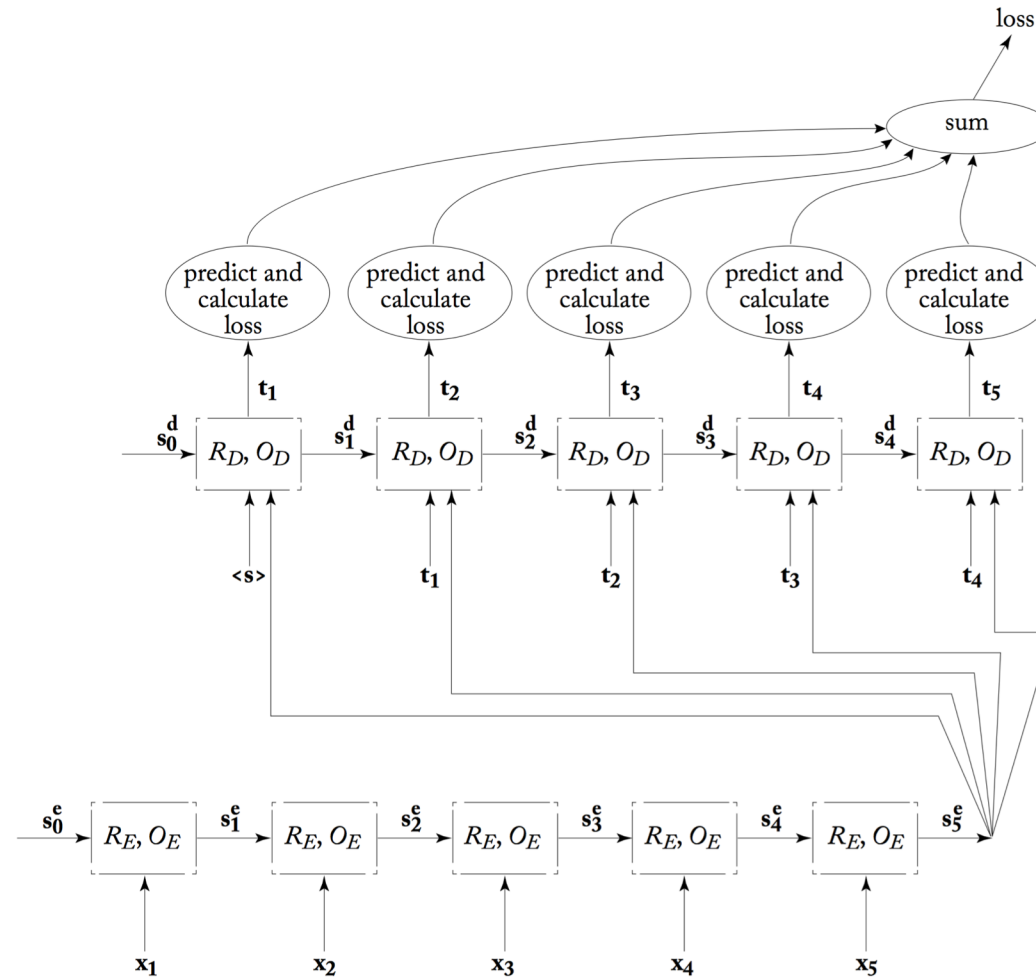 loss
sum
predict and calculate loss
predict and calculate loss
predict and calculate loss
predict and calculate loss
predict and calculate loss
t₁ t₂ t₃ t₄ t₅
s₀ᵈ s₁ᵈ s₂ᵈ s₃ᵈ s₄ᵈ
R_D, O_D R_D, O_D R_D, O_D R_D, O_D R_D, O_D
<s> t₁ t₂ t₃ t₄
s₀ᵉ s₁ᵉ s₂ᵉ s₃ᵉ s₄ᵉ s₅ᵉ
R_E, O_E R_E, O_E R_E, O_E R_E, O_E R_E, O_E
x₁ x₂ x₃ x₄ x₅